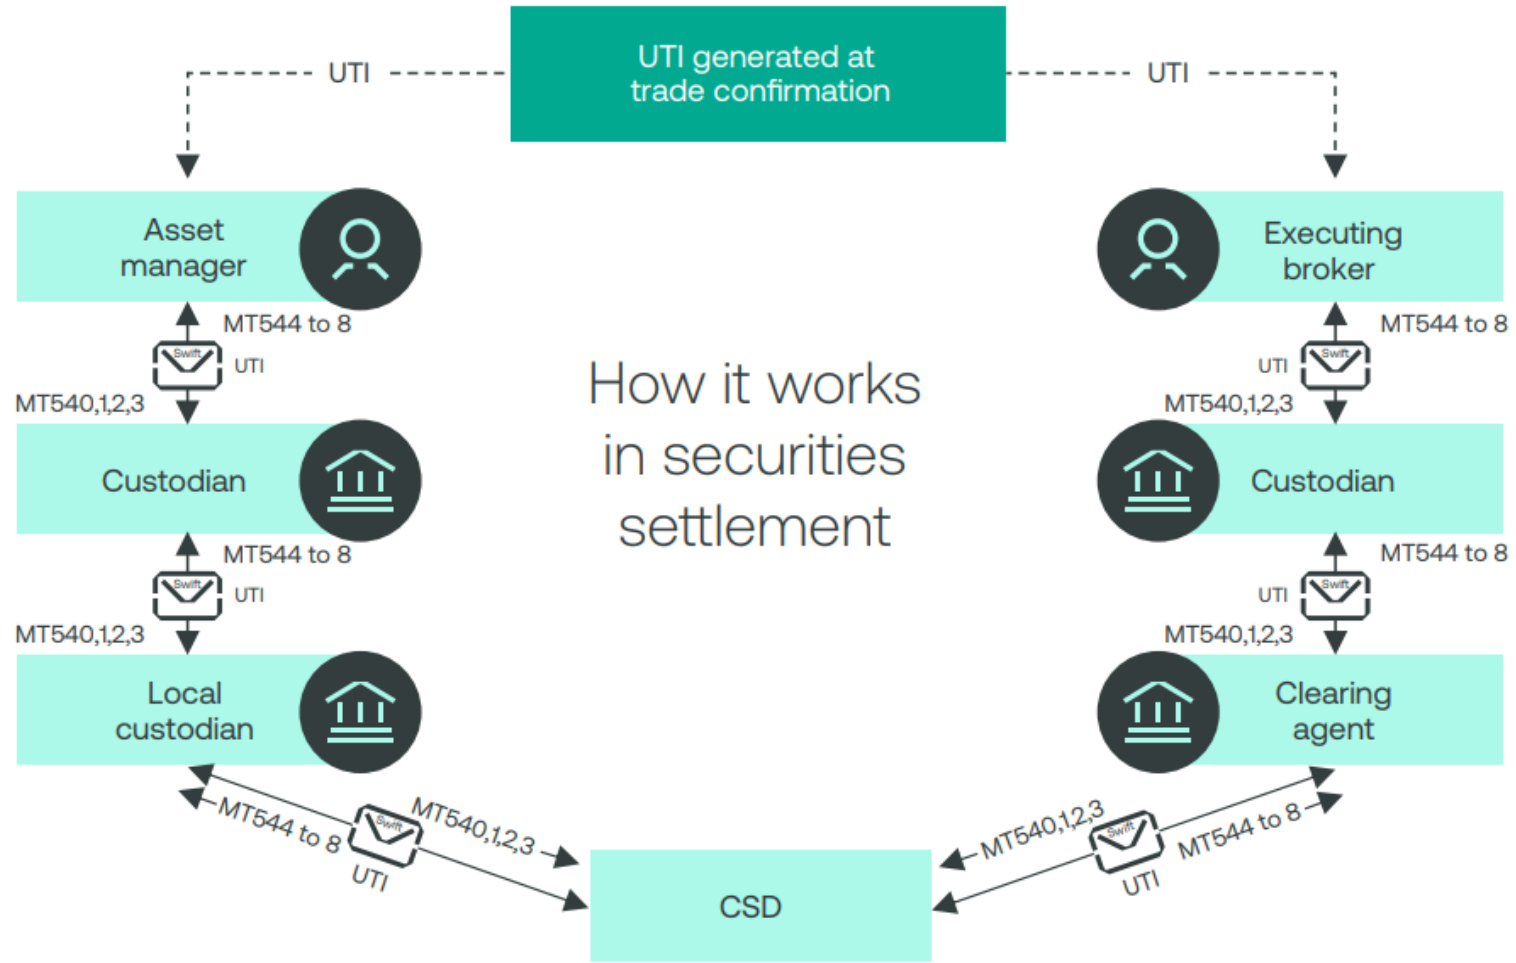 UTI generated at
trade confirmation
UTI
UTI
Asset
manager
Executing
broker
MT544 to 8
Swift
UTI
MT540,1,2,3
MT544 to 8
Swift
UTI
MT540,1,2,3
How it works
in securities
settlement
Custodian
Custodian
MT544 to 8
Swift
UTI
MT540,1,2,3
MT544 to 8
Swift
UTI
MT540,1,2,3
Local
custodian
Clearing
agent
MT544 to 8
Swift
MT540,1,2,3
UTI
MT540,1,2,3
Swift
MT544 to 8
UTI
CSD